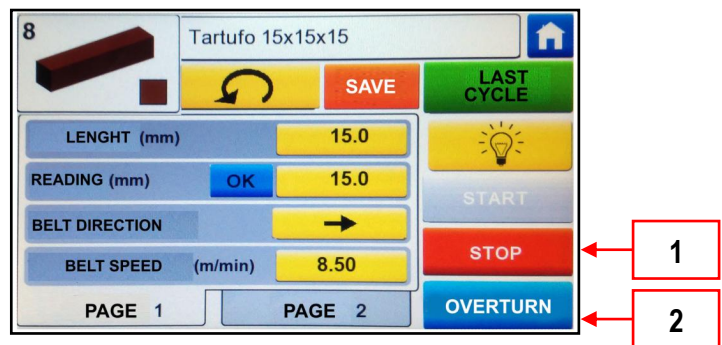 8
Tartufo 15x15x15
SAVE
LAST
CYCLE
LENGHT (mm) 15.0
READING (mm) OK 15.0
START
BELT DIRECTION
STOP 1
BELT SPEED (m/min) 8.50
PAGE 1 PAGE 2
OVERTURN 2